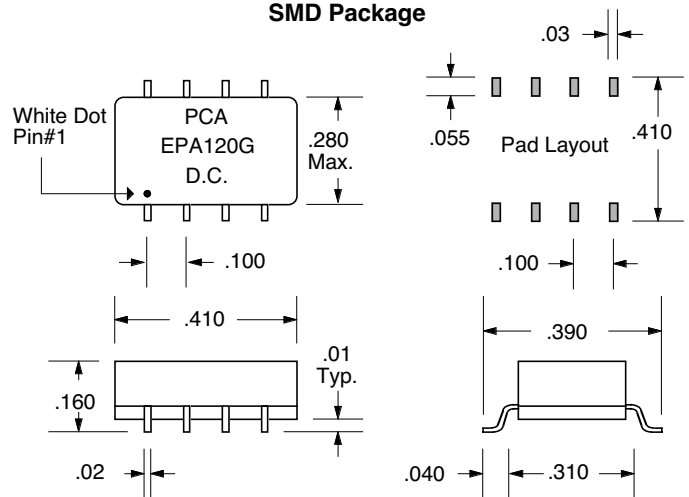 SMD Package
White Dot
Pin#1
PCA
EPA120G
D.C.
.280
Max.
.100
.03
.055
Pad Layout
.410
.100
.410
.160
.01
Typ.
.02
.390
.040
.310